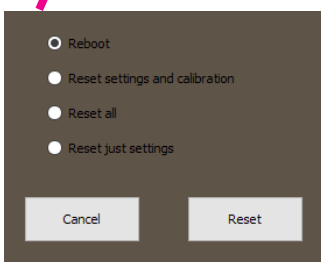 Reboot
Reset settings and calibration
Reset all
Reset just settings
Cancel Reset